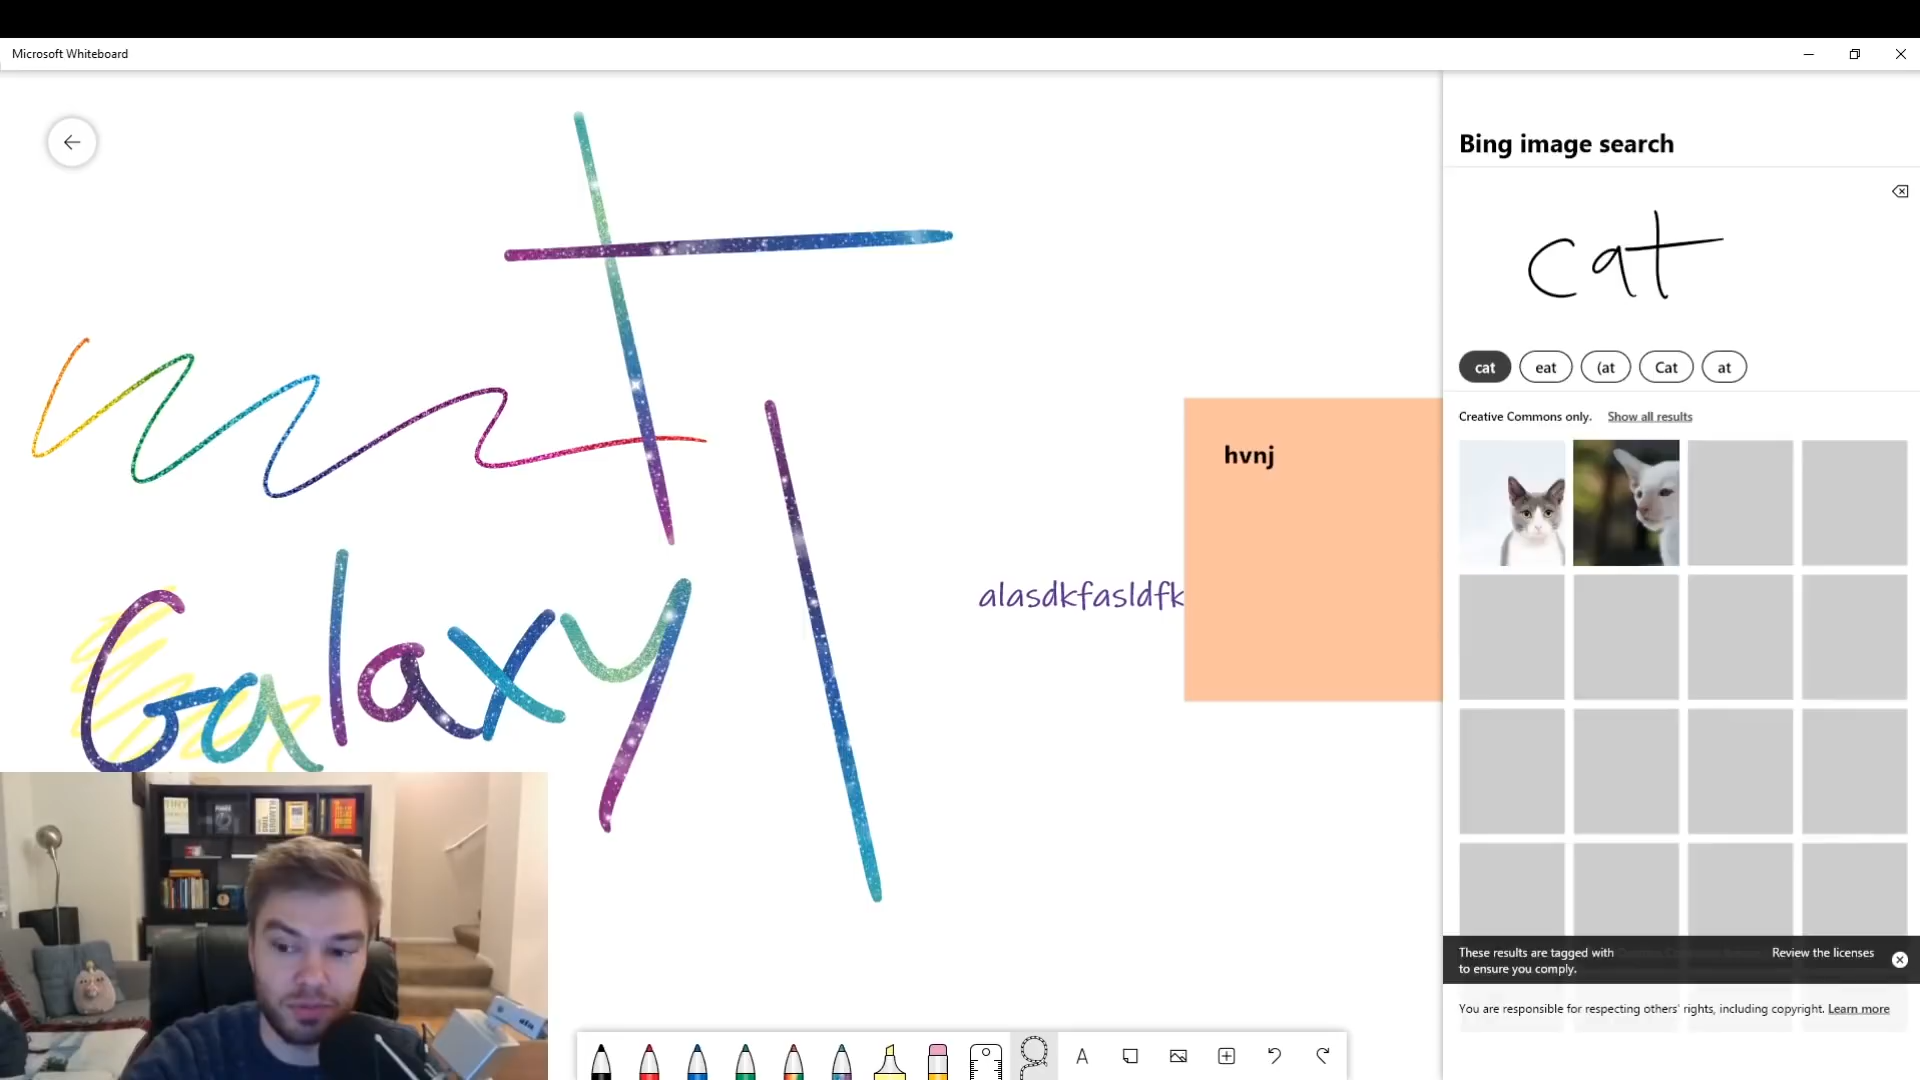 Microsoft Whiteboard
Bing image search
cat
cat eat (at Cat at
Creative Commons only. Show all results
hvnj
alasdkfasldfk
Galaxy
These results are tagged with
to ensure you comply.
Review the licenses
You are responsible for respecting others' rights, including copyright. Learn more
A